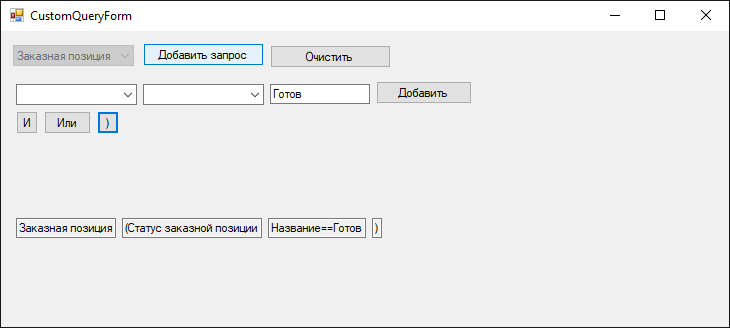 CustomQueryForm
Заказная позиция Добавить запрос Очистить
Готов Добавить
И Или )
Заказная позиция (Статус заказной позиции Название==Готов )